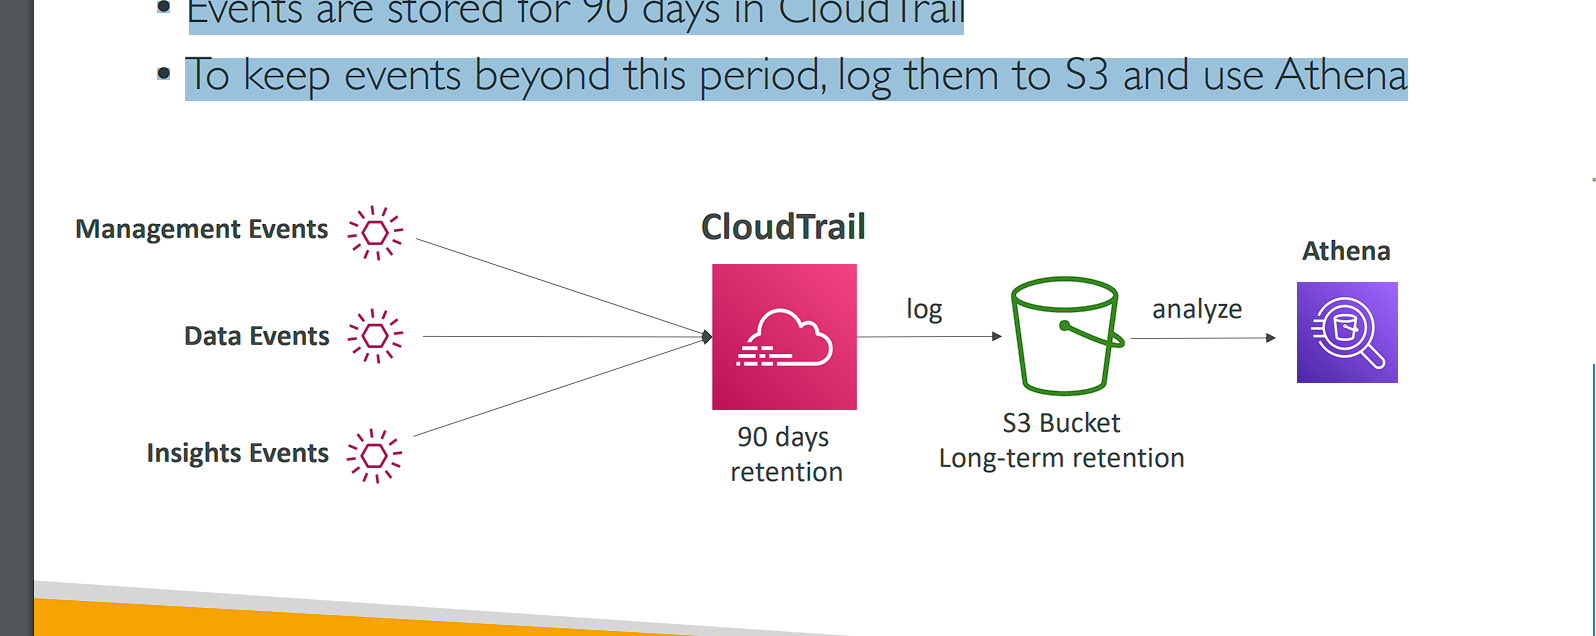 • Events are stored for 90 days in CloudTrail
• To keep events beyond this period, log them to S3 and use Athena
Management Events
Data Events
Insights Events
CloudTrail
90 days
retention
log
S3 Bucket
Long-term retention
analyze
Athena